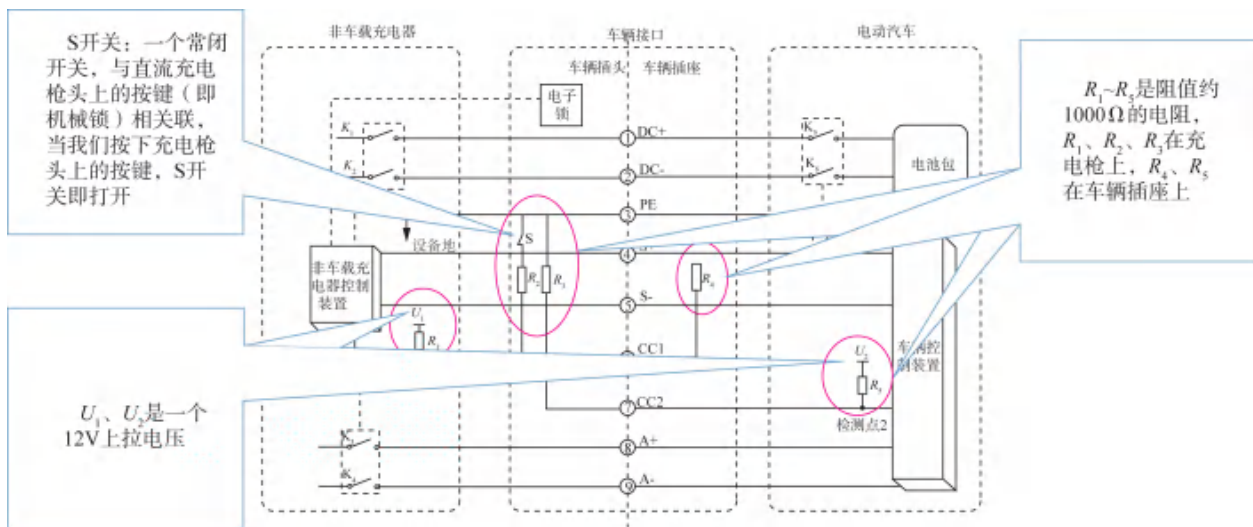 S开关：一个常闭
开关，与直流充电
枪头上的按键（即
机械锁）相关联，
当我们按下充电枪
头上的按键，S开
关即打开
非车载充电器
车辆接口
电动汽车
车辆插头
车辆插座
电子
锁
K₁
K₂
① DC+
② DC-
③ PE
④
⑤ S-
CC1
⑦ CC2
⑧ A+
⑨ A-
K₅
电池包
设备地
S
R₂
R₃
R₄
非车载充
电器控制
装置
U₁
R₁
车辆控
制装置
U₂
R₅
检测点2
K₃
K₄
R₁~R₅是阻值约
1000Ω的电阻，
R₁、R₂、R₃在充
电枪上，R₄、R₅
在车辆插座上
U₁、U₂是一个
12V上拉电压